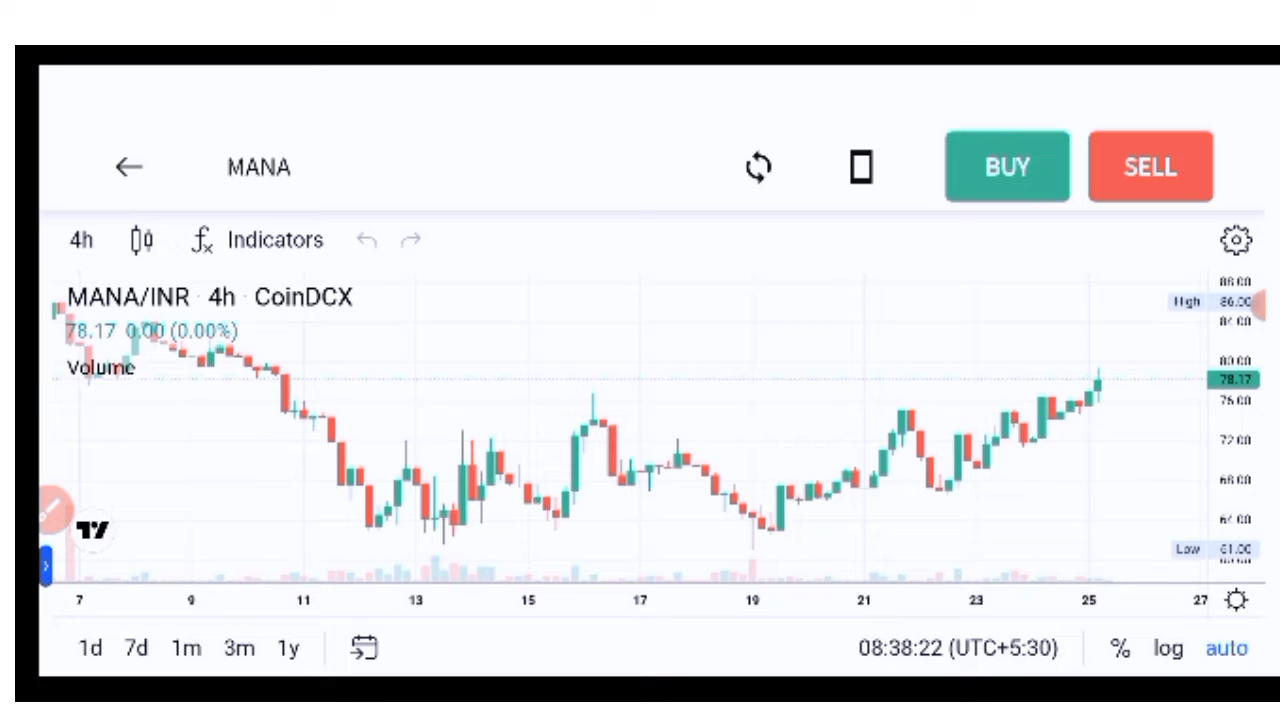 MANA
BUY
SELL
4h
Indicators
MANA/INR · 4h · CoinDCX
78.17 0.00 (0.00%)
Volume
88.00
High 86.00
84.00
80.00
78.17
76.00
72.00
68.00
64.00
Low 61.00
7 9 11 13 15 17 19 21 23 25 27
1d 7d 1m 3m 1y
08:38:22 (UTC+5:30)
% log auto